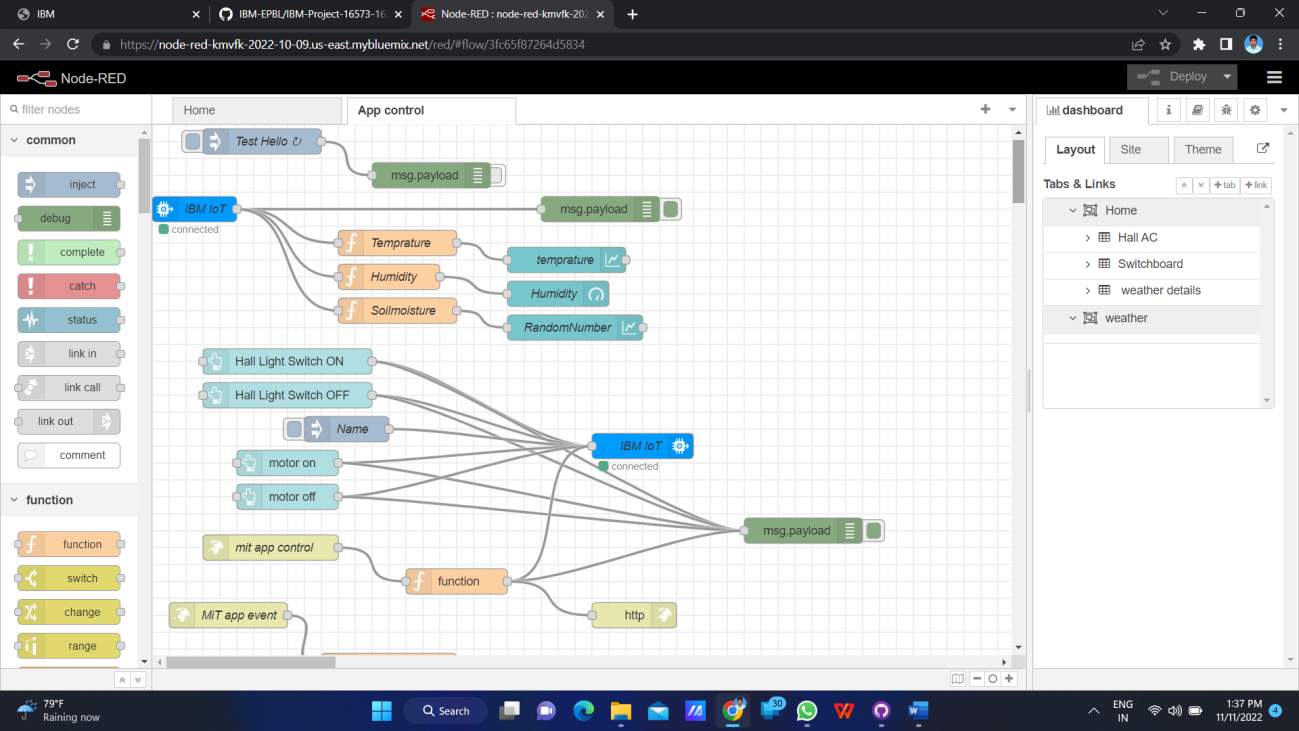 IBM
IBM-EPBL/IBM-Project-16573-16
Node-RED : node-red-kmvfk-202
https://node-red-kmvfk-2022-10-09.us-east.mybluemix.net/red/#flow/3fc65f87264d5834
Node-RED
Deploy
filter nodes
Home
App control
dashboard
common
inject
debug
complete
catch
status
link in
link call
link out
comment
function
function
switch
change
range
Test Hello ↻
msg.payload
IBM IoT
connected
msg.payload
Temprature
temprature
Humidity
Humidity
Soilmoisture
RandomNumber
Hall Light Switch ON
Hall Light Switch OFF
Name
IBM IoT
connected
motor on
motor off
msg.payload
mit app control
function
MIT app event
http
Layout
Site
Theme
Tabs & Links
+ tab
+ link
Home
Hall AC
Switchboard
weather details
weather
79°F
Raining now
Search
30
ENG
IN
1:37 PM
11/11/2022
4